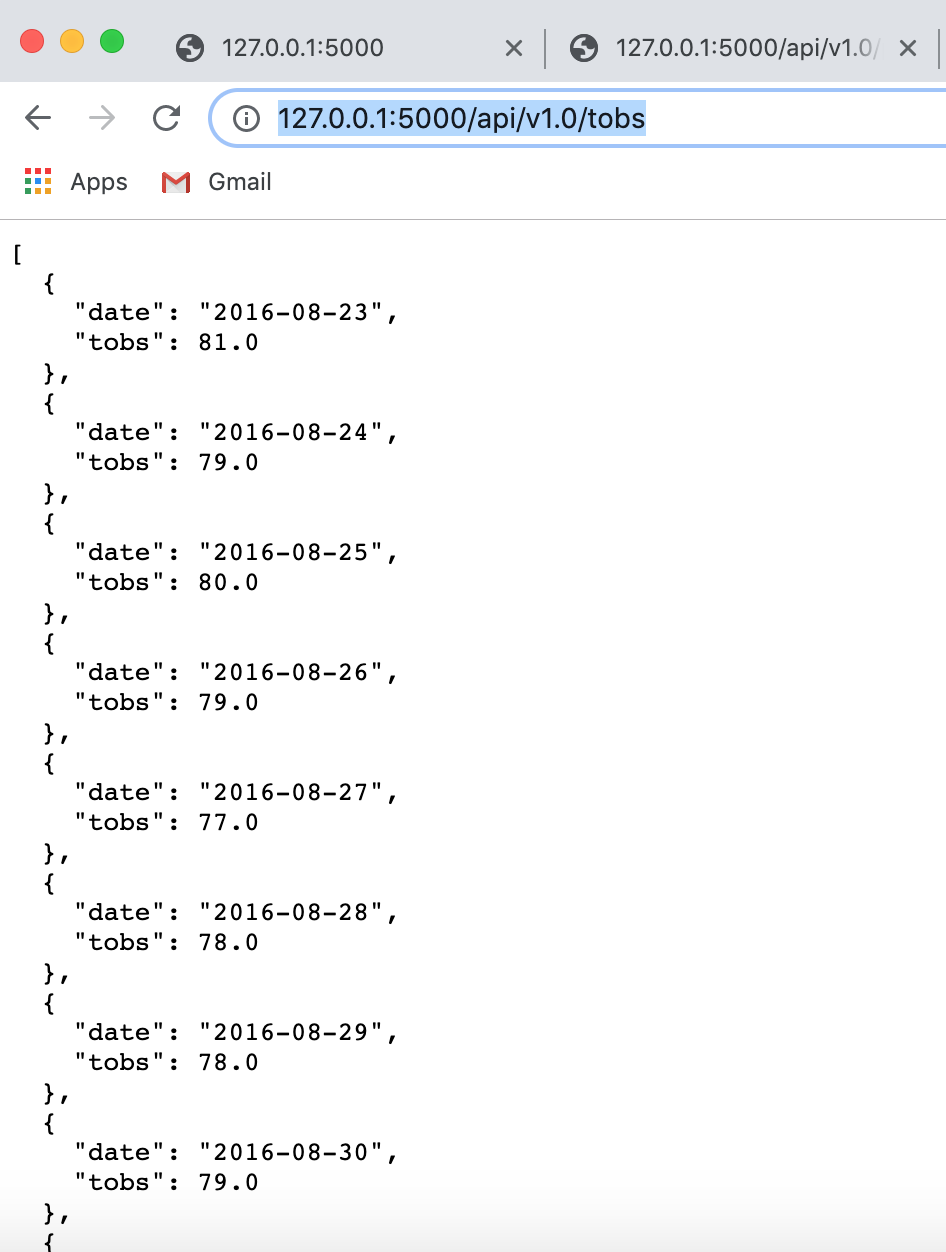 127.0.0.1:5000
127.0.0.1:5000/api/v1.0/
127.0.0.1:5000/api/v1.0/tobs
Apps
Gmail
[
  {
    "date": "2016-08-23",
    "tobs": 81.0
  },
  {
    "date": "2016-08-24",
    "tobs": 79.0
  },
  {
    "date": "2016-08-25",
    "tobs": 80.0
  },
  {
    "date": "2016-08-26",
    "tobs": 79.0
  },
  {
    "date": "2016-08-27",
    "tobs": 77.0
  },
  {
    "date": "2016-08-28",
    "tobs": 78.0
  },
  {
    "date": "2016-08-29",
    "tobs": 78.0
  },
  {
    "date": "2016-08-30",
    "tobs": 79.0
  },
  {